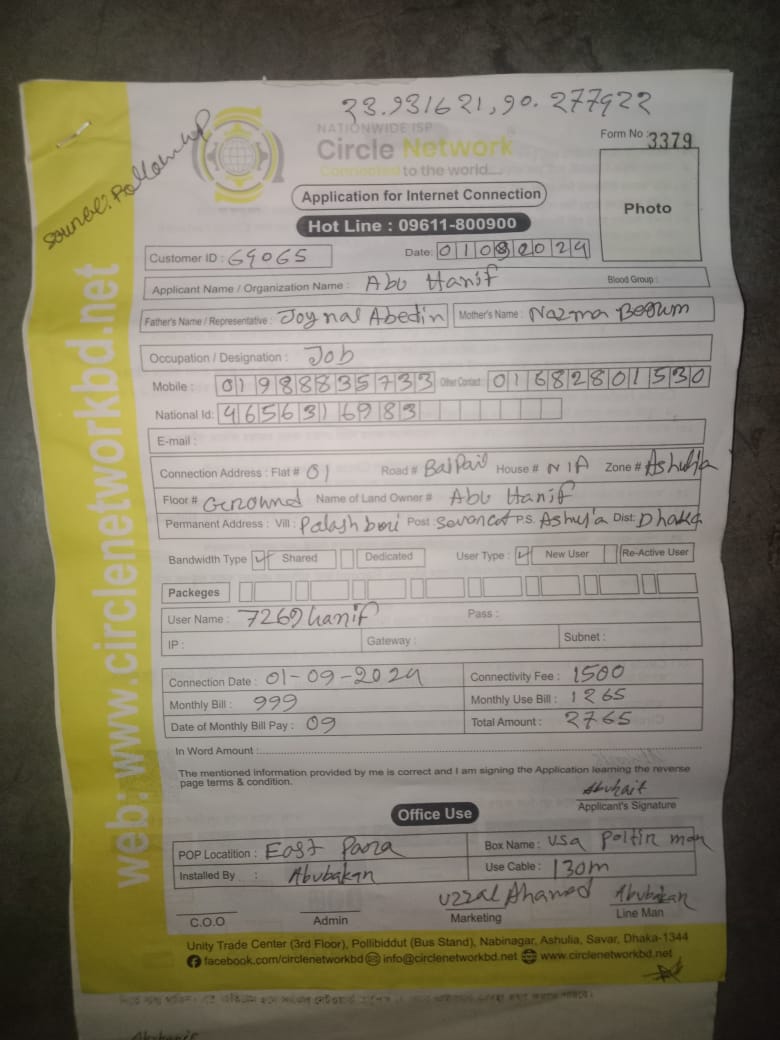 23.931621, 90.277922
Source: Followup
NATIONWIDE ISP
Circle Network
Connected to the world...
Form No : 3379
Photo
Application for Internet Connection
Hot Line : 09611-800900
Customer ID : 69065 Date: 01082024
Applicant Name / Organization Name : Abu Hanif Blood Group :
Father's Name / Representative : Joynal Abedin Mother's Name : Nazma Begum
Occupation / Designation : Job
Mobile : 01988835733 Other Contact : 01682801530
National Id: 4656316983
E-mail :
Connection Address : Flat # 01 Road # BalPail House # N/A Zone # Ashulia
Floor # Ground Name of Land Owner # Abu Hanif
Permanent Address : Vill : Palashbari Post : P.S. Ashulia Dist: Dhaka
Bandwidth Type Shared Dedicated User Type : New User Re-Active User
Packeges
User Name : 7269hanif Pass :
IP : Gateway : Subnet :
Connection Date : 01-09-2024 Connectivity Fee : 1500
Monthly Bill : 999 Monthly Use Bill : 1265
Date of Monthly Bill Pay : 09 Total Amount : 2765
In Word Amount :
The mentioned information provided by me is correct and I am signing the Application learning the reverse
page terms & condition.
Applicant's Signature
Office Use
POP Locatition : East Para Box Name : USA Poltir mor
Installed By : Abubakar Use Cable : 130m
Uzzal Ahamed Abubakar
C.O.O Admin Marketing Line Man
Unity Trade Center (3rd Floor), Pollibiddut (Bus Stand), Nabinagar, Ashulia, Savar, Dhaka-1344
facebook.com/circlenetworkbd info@circlenetworkbd.net www.circlenetworkbd.net
web: www.circlenetworkbd.net